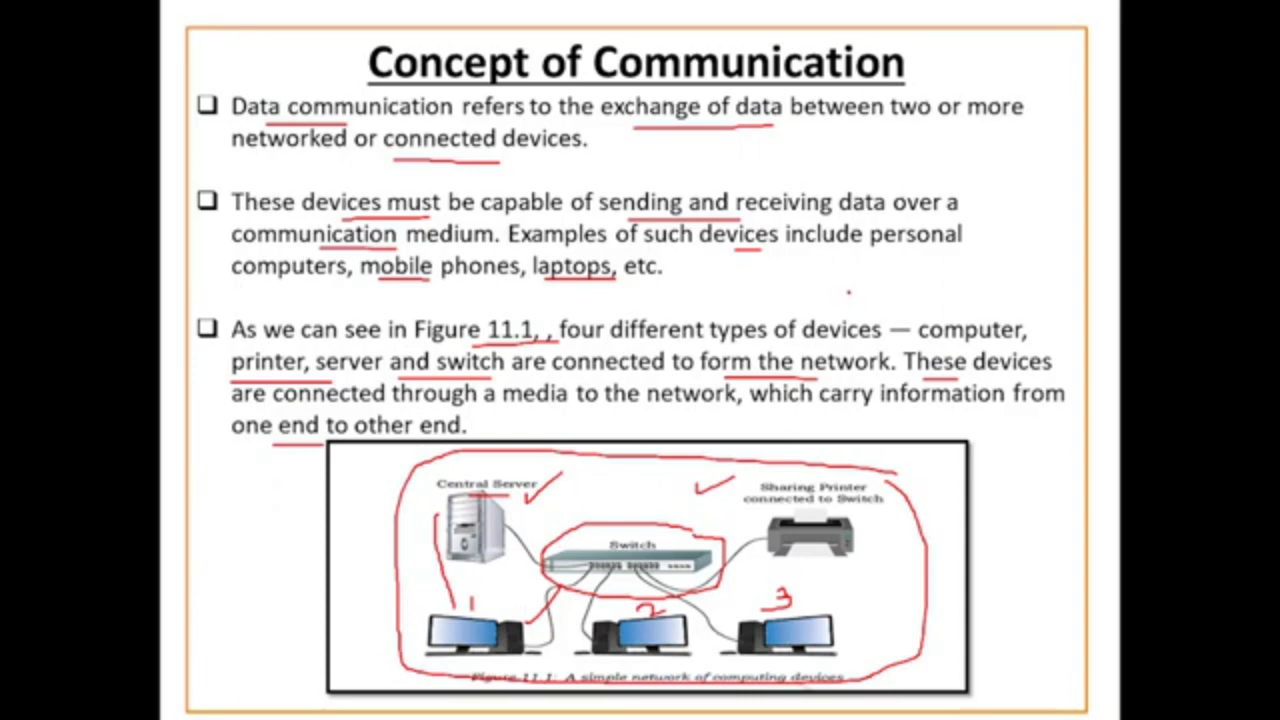 Concept of Communication
❑ Data communication refers to the exchange of data between two or more
networked or connected devices.
❑ These devices must be capable of sending and receiving data over a
communication medium. Examples of such devices include personal
computers, mobile phones, laptops, etc.
❑ As we can see in Figure 11.1, , four different types of devices — computer,
printer, server and switch are connected to form the network. These devices
are connected through a media to the network, which carry information from
one end to other end.
Central Server
Sharing Printer
connected to Switch
Switch
1
2
3
Figure 11.1: A simple network of computing devices